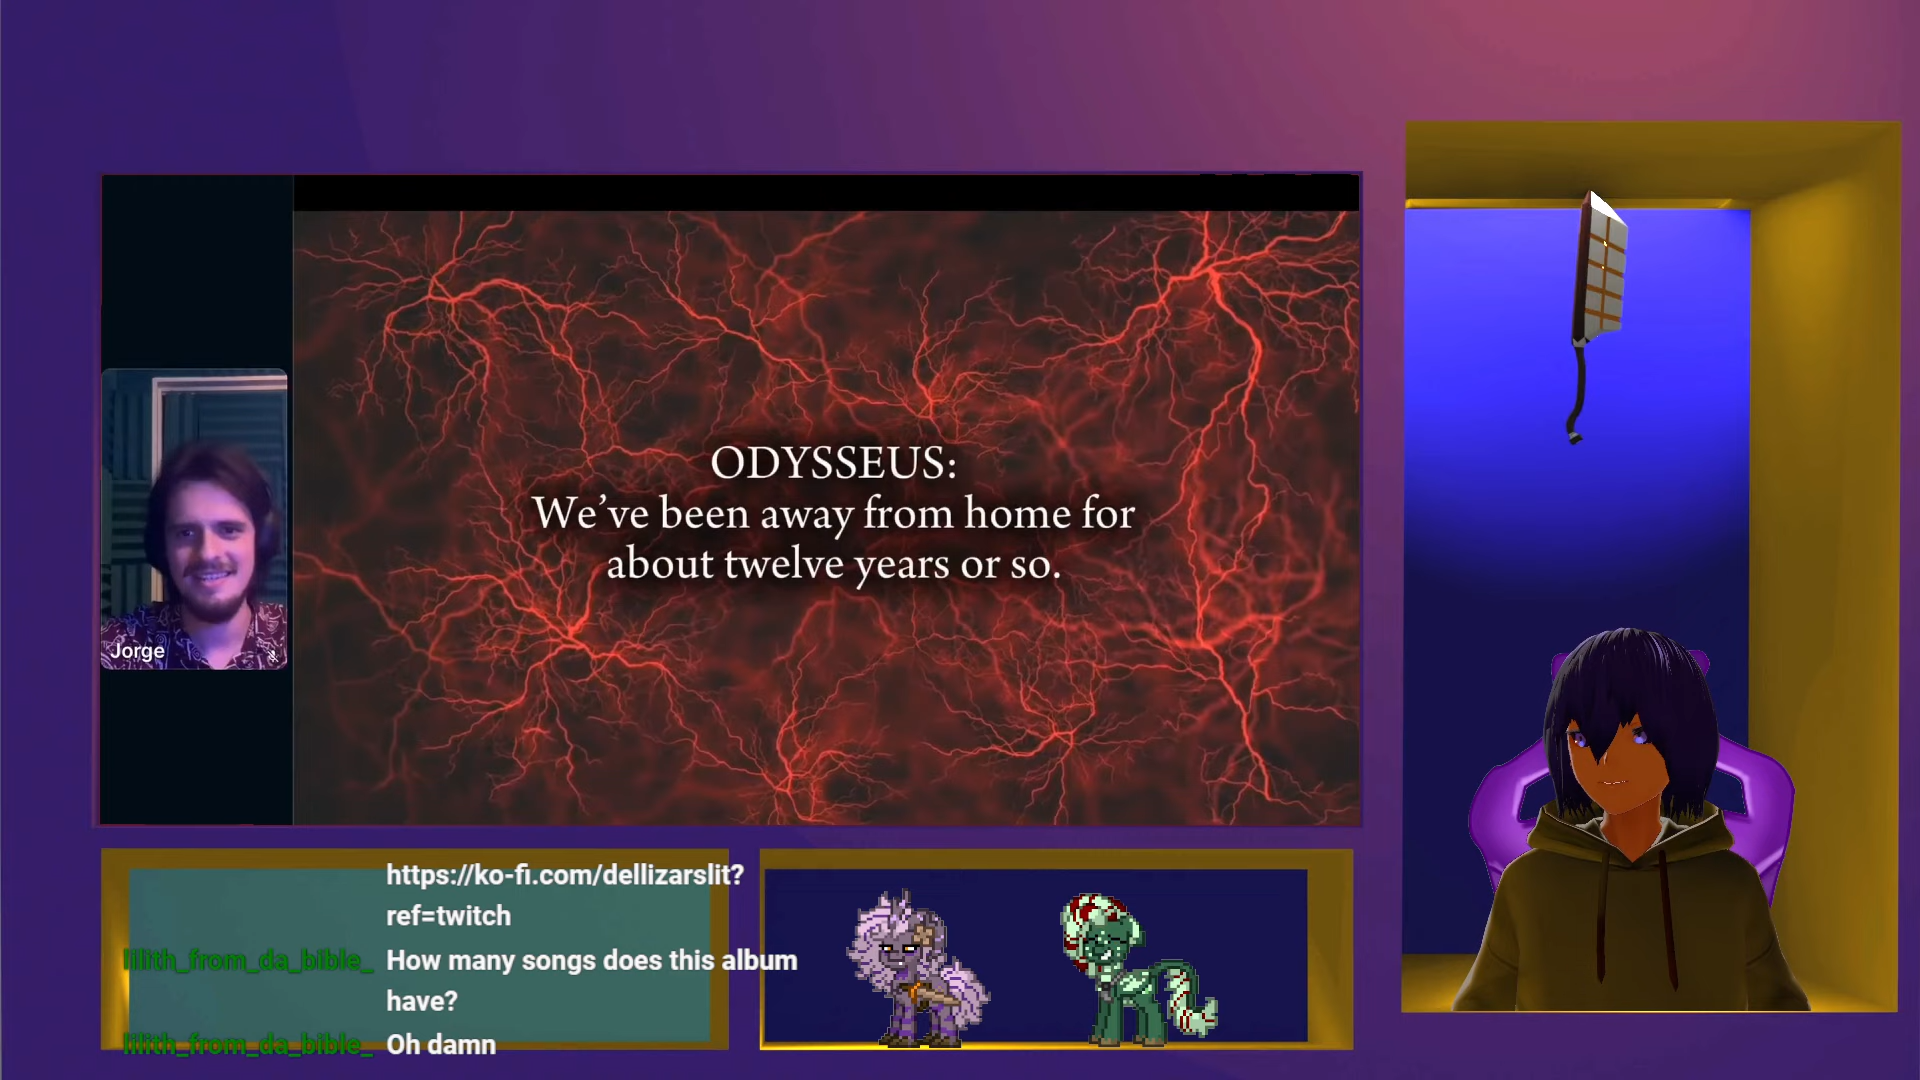 ODYSSEUS:
We've been away from home for
about twelve years or so.
Jorge
https://ko-fi.com/dellizarslit?
ref=twitch
lilith_from_da_bible_ How many songs does this album
have?
lilith_from_da_bible_ Oh damn